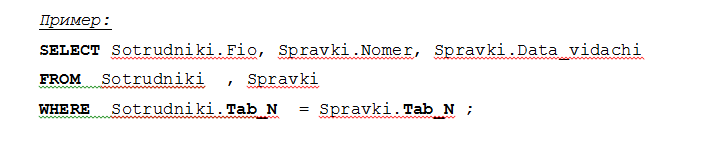 Пример:
SELECT Sotrudniki.Fio, Spravki.Nomer, Spravki.Data_vidachi
FROM Sotrudniki , Spravki
WHERE Sotrudniki.Tab_N = Spravki.Tab_N ;